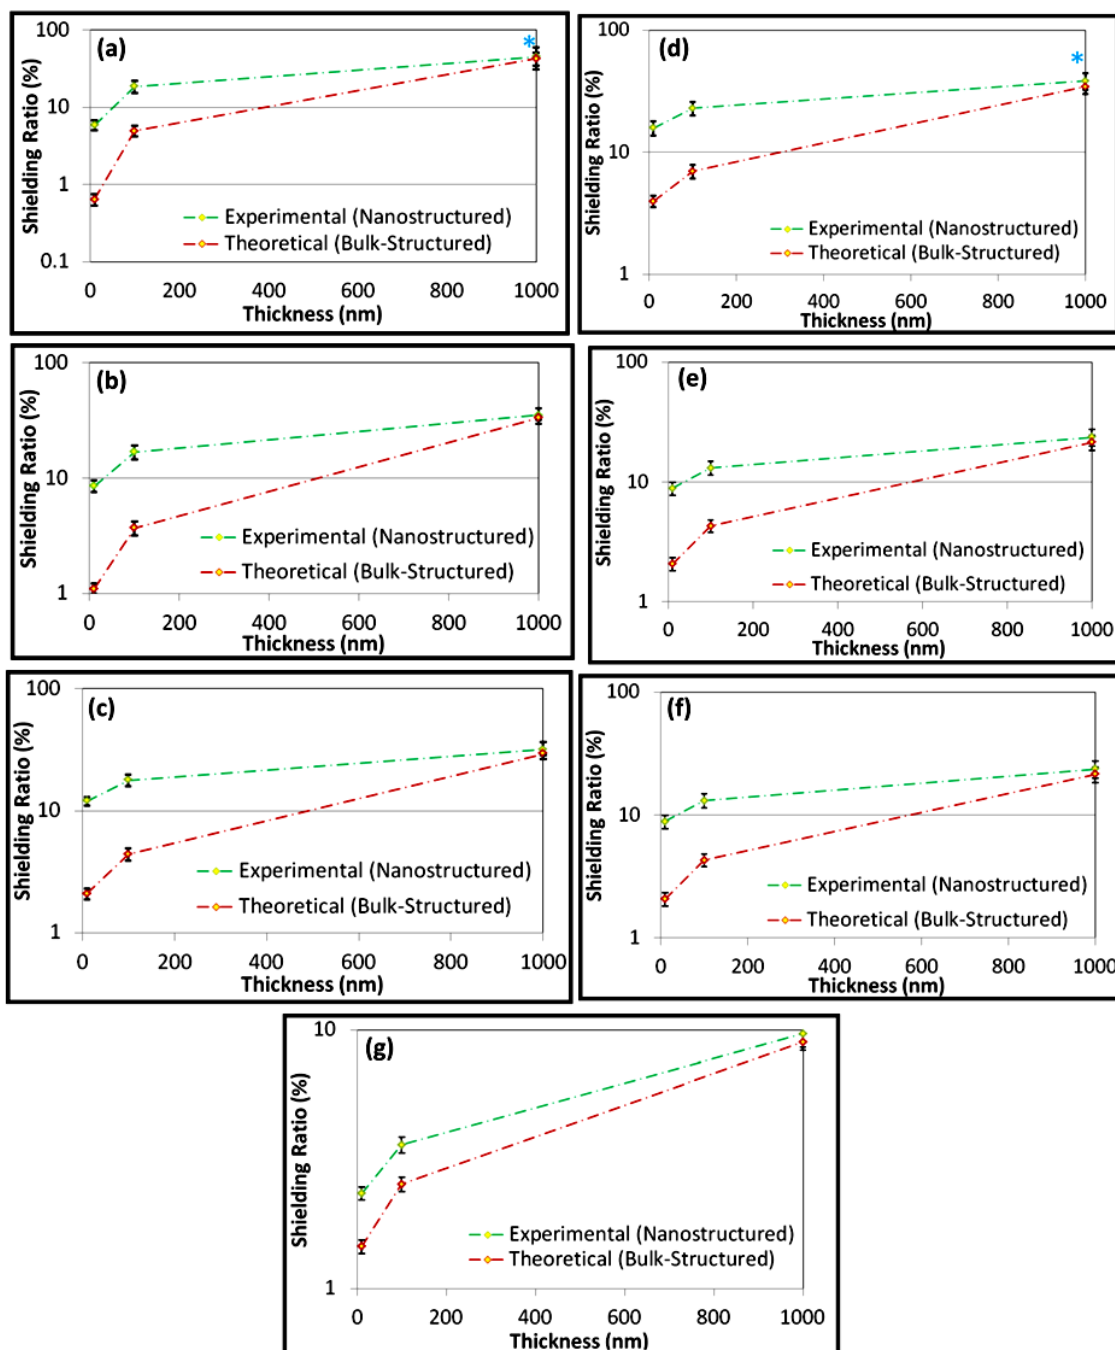 (a)
Shielding Ratio (%)
100
10
1
0.1
*
Experimental (Nanostructured)
Theoretical (Bulk-Structured)
0 200 400 600 800 1000
Thickness (nm)
(d)
Shielding Ratio (%)
100
10
1
*
Experimental (Nanostructured)
Theoretical (Bulk-Structured)
0 200 400 600 800 1000
Thickness (nm)
(b)
Shielding Ratio (%)
100
10
1
Experimental (Nanostructured)
Theoretical (Bulk-Structured)
0 200 400 600 800 1000
Thickness (nm)
(e)
Shielding Ratio (%)
100
10
1
Experimental (Nanostructured)
Theoretical (Bulk-Structured)
0 200 400 600 800 1000
Thickness (nm)
(c)
Shielding Ratio (%)
100
10
1
Experimental (Nanostructured)
Theoretical (Bulk-Structured)
0 200 400 600 800 1000
Thickness (nm)
(f)
Shielding Ratio (%)
100
10
1
Experimental (Nanostructured)
Theoretical (Bulk-Structured)
0 200 400 600 800 1000
Thickness (nm)
(g)
Shielding Ratio (%)
10
1
Experimental (Nanostructured)
Theoretical (Bulk-Structured)
0 200 400 600 800 1000
Thickness (nm)